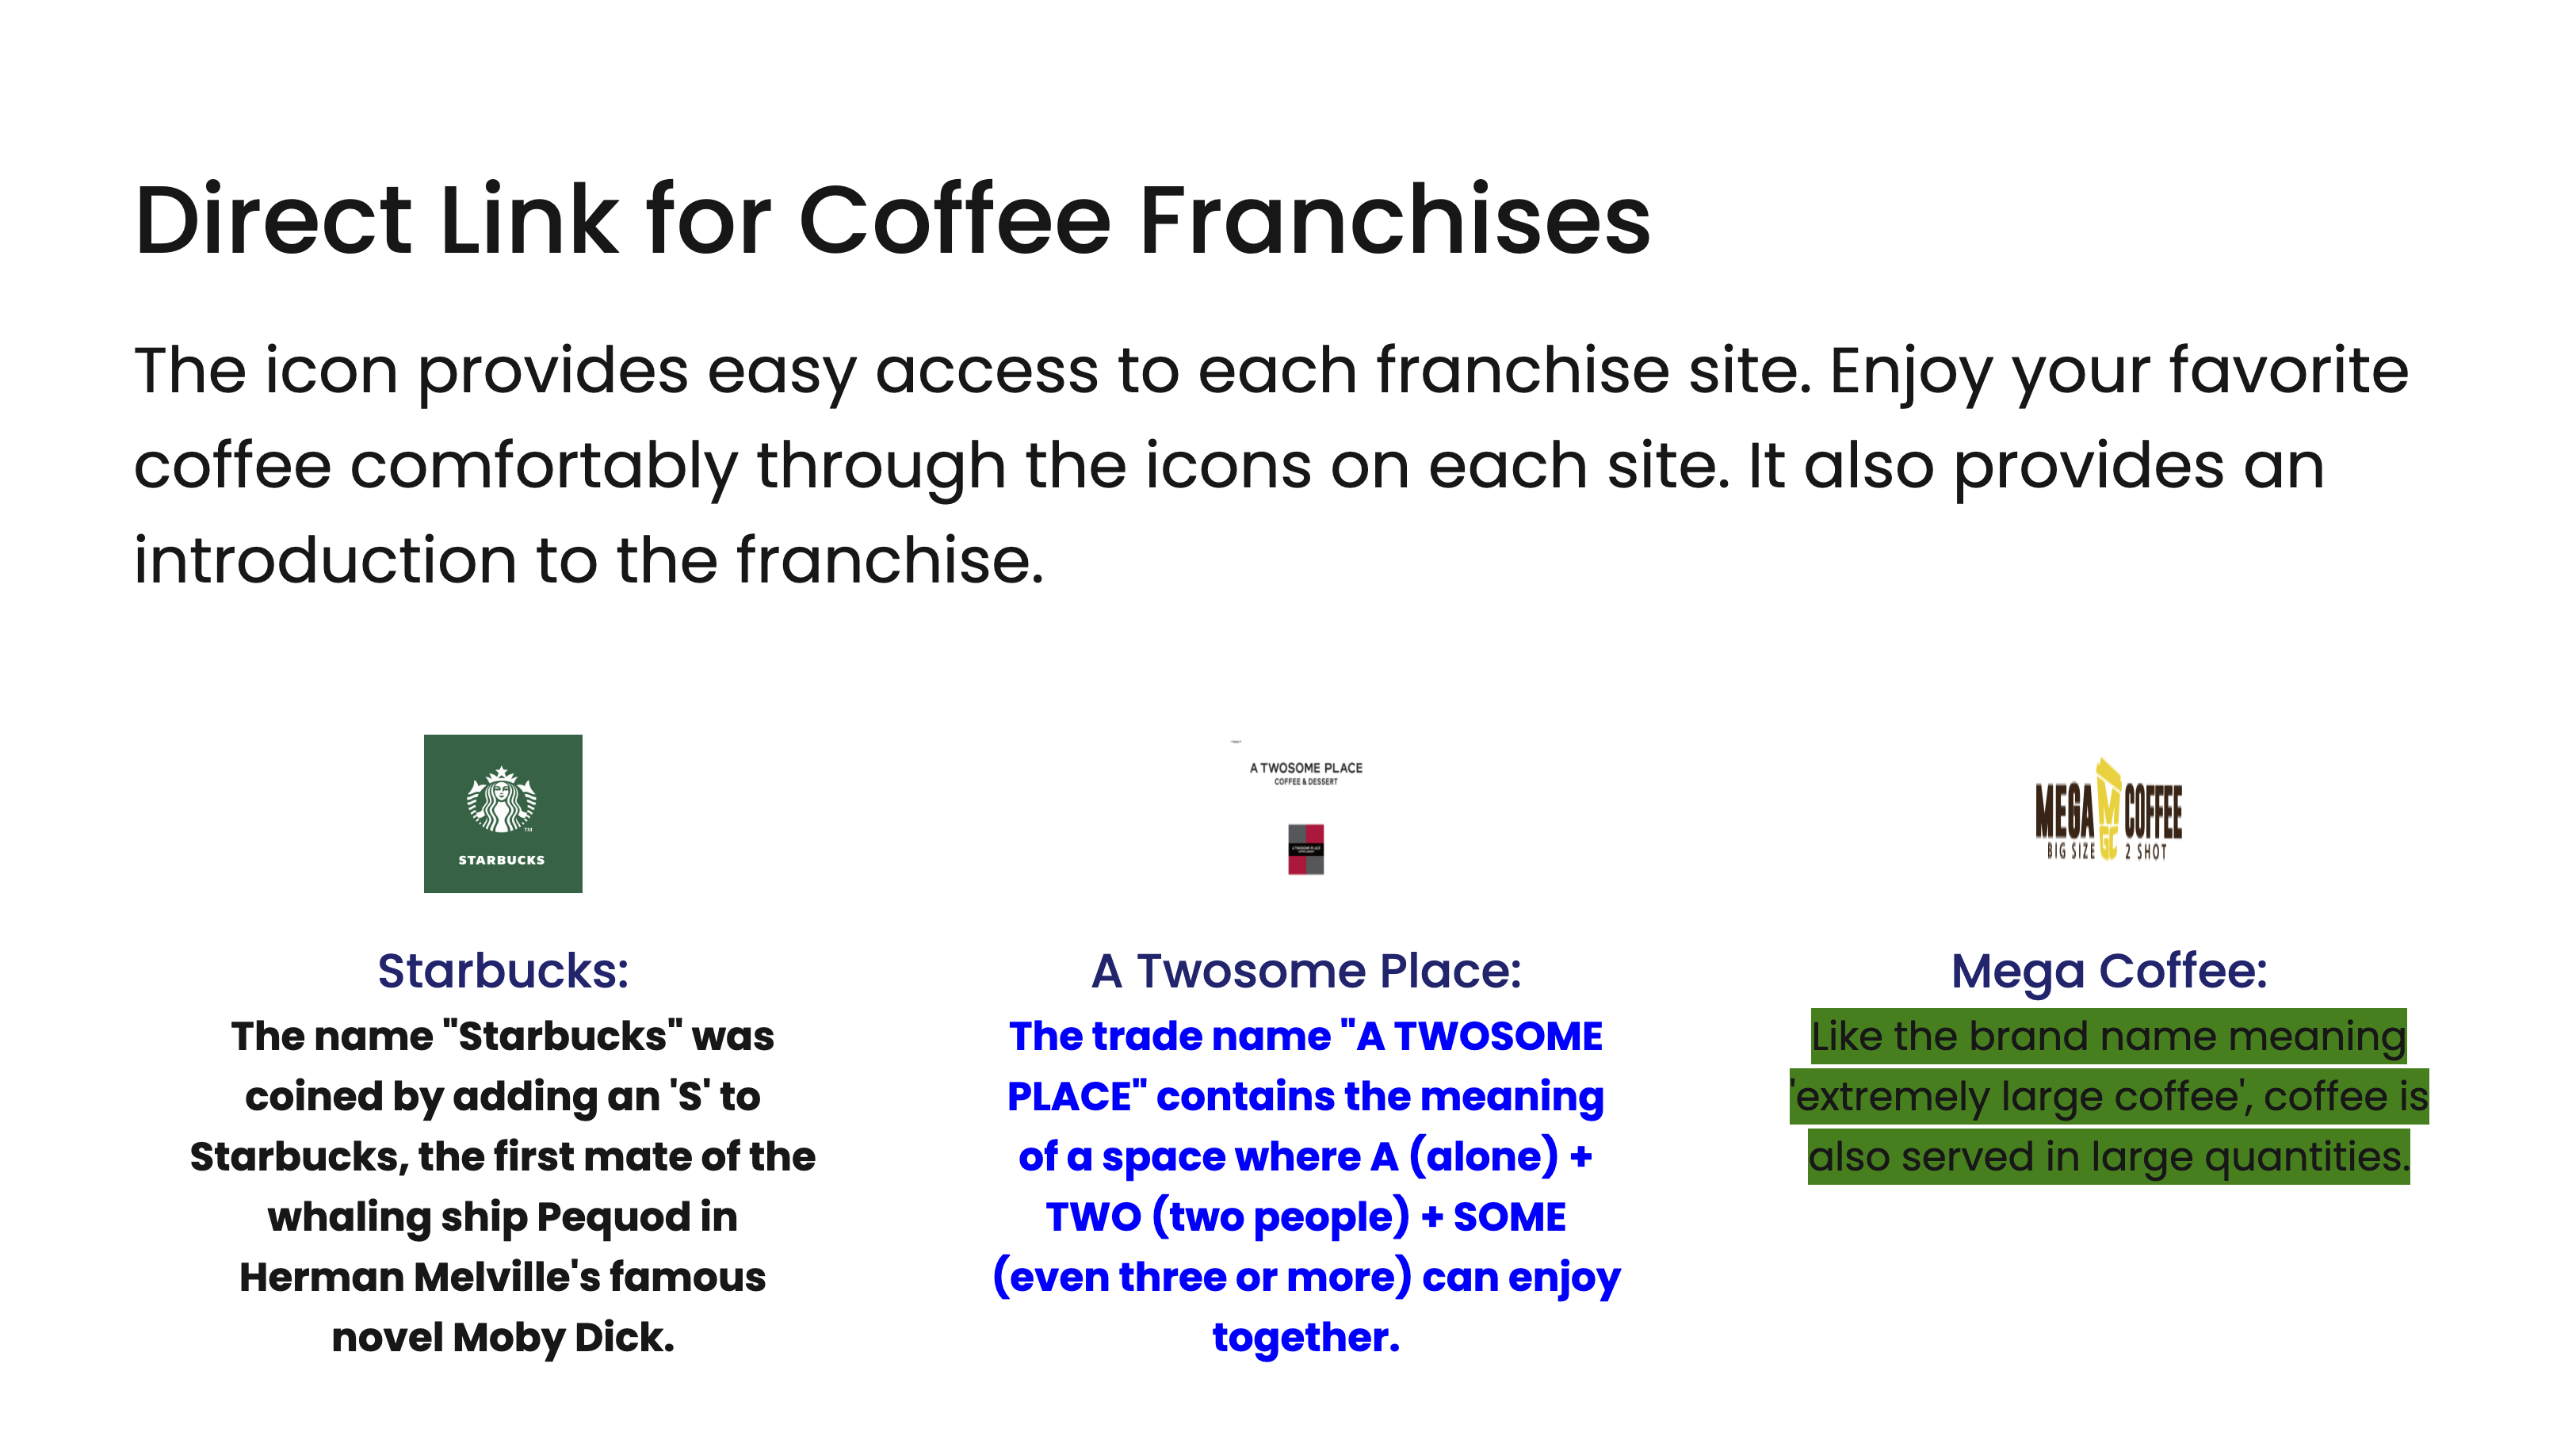 Direct Link for Coffee Franchises
The icon provides easy access to each franchise site. Enjoy your favorite
coffee comfortably through the icons on each site. It also provides an
introduction to the franchise.
TM
STARBUCKS
A TWOSOME PLACE
COFFEE & DESSERT
A TWOSOME PLACE
MEGA MGC COFFEE
BIG SIZE 2 SHOT
Starbucks:
The name "Starbucks" was
coined by adding an 'S' to
Starbucks, the first mate of the
whaling ship Pequod in
Herman Melville's famous
novel Moby Dick.
A Twosome Place:
The trade name "A TWOSOME
PLACE" contains the meaning
of a space where A (alone) +
TWO (two people) + SOME
(even three or more) can enjoy
together.
Mega Coffee:
Like the brand name meaning
'extremely large coffee', coffee is
also served in large quantities.